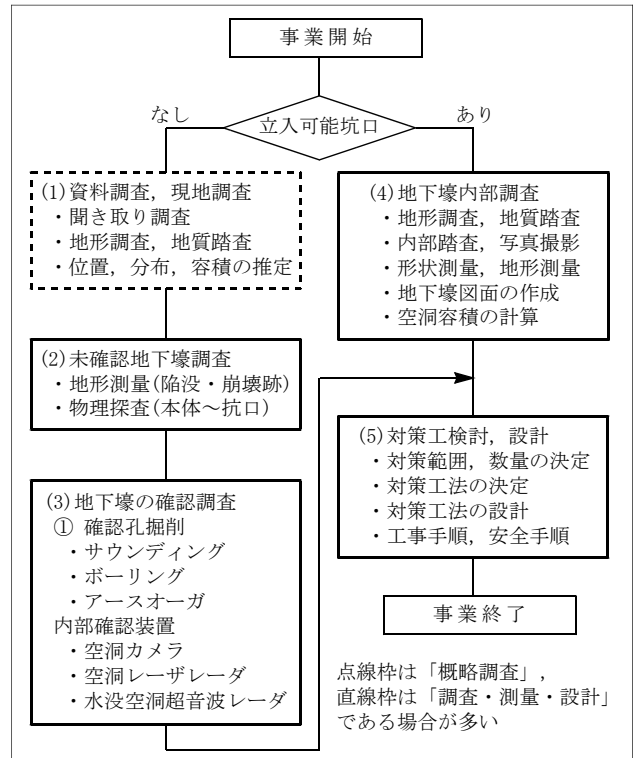 事業開始
立入可能坑口
なし
あり
(1)資料調査，現地調査
・聞き取り調査
・地形調査，地質踏査
・位置，分布，容積の推定
(2)未確認地下壕調査
・地形測量(陥没・崩壊跡)
・物理探査(本体～抗口)
(3)地下壕の確認調査
① 確認孔掘削
・サウンディング
・ボーリング
・アースオーガ
内部確認装置
・空洞カメラ
・空洞レーザレーダ
・水没空洞超音波レーダ
(4)地下壕内部調査
・地形調査，地質踏査
・内部踏査，写真撮影
・形状測量，地形測量
・地下壕図面の作成
・空洞容積の計算
(5)対策工検討，設計
・対策範囲，数量の決定
・対策工法の決定
・対策工法の設計
・工事手順，安全手順
事業終了
点線枠は「概略調査」，
直線枠は「調査・測量・設計」
である場合が多い